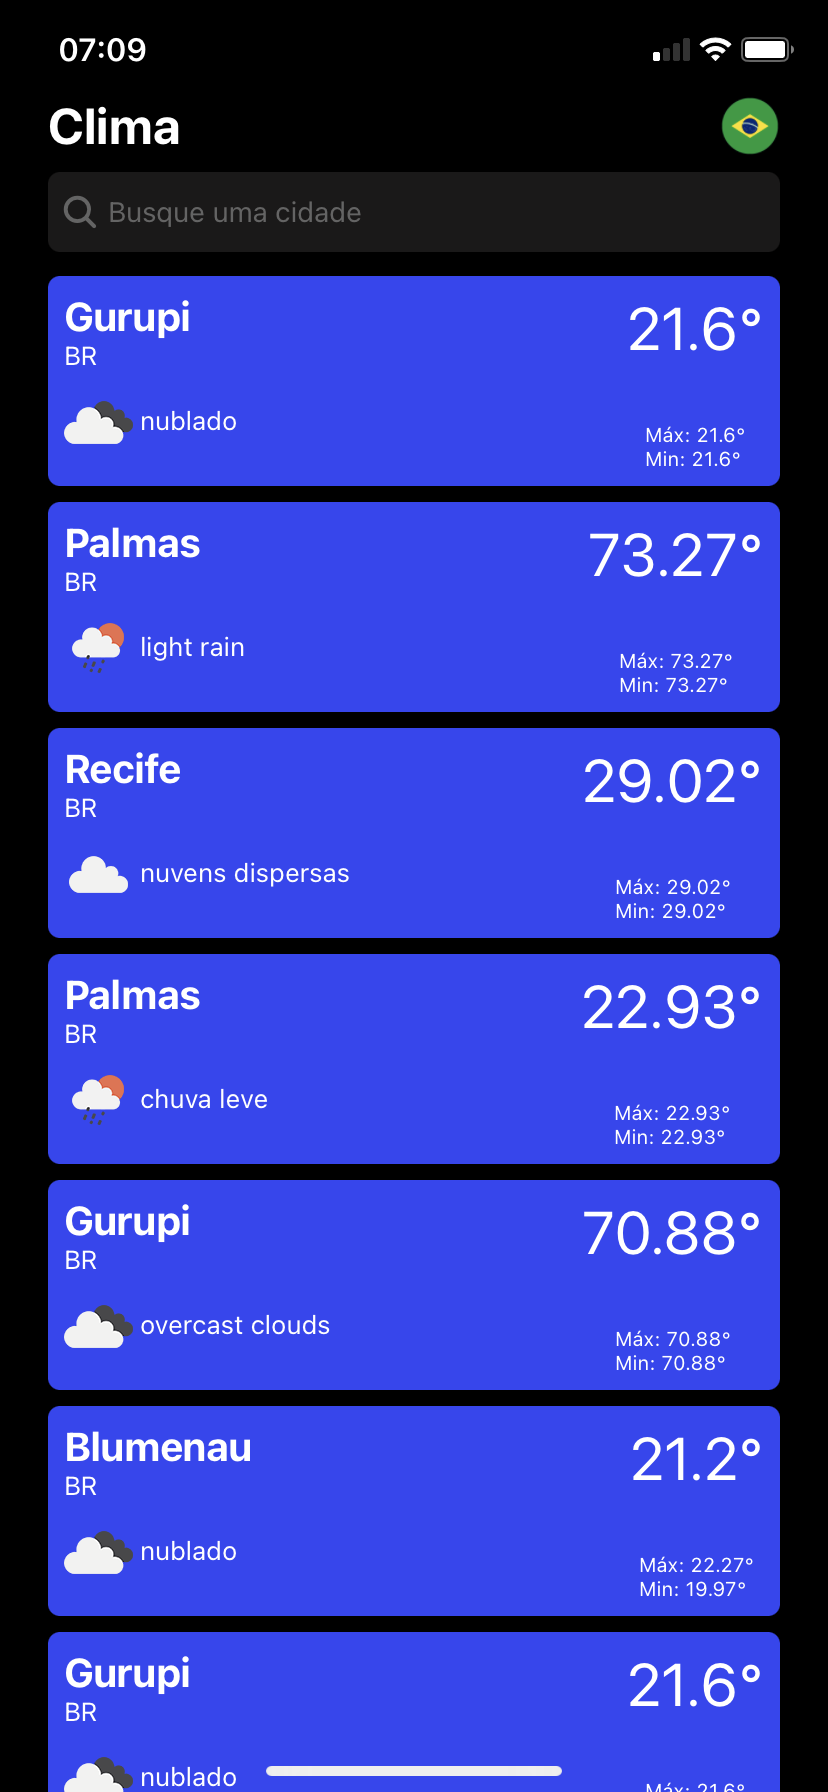 07:09
Clima
Busque uma cidade
Gurupi
21.6°
BR
nublado
Máx: 21.6°
Min: 21.6°
Palmas
73.27°
BR
light rain
Máx: 73.27°
Min: 73.27°
Recife
29.02°
BR
nuvens dispersas
Máx: 29.02°
Min: 29.02°
Palmas
22.93°
BR
chuva leve
Máx: 22.93°
Min: 22.93°
Gurupi
70.88°
BR
overcast clouds
Máx: 70.88°
Min: 70.88°
Blumenau
21.2°
BR
nublado
Máx: 22.27°
Min: 19.97°
Gurupi
21.6°
BR
nublado
Máx: 21.6°